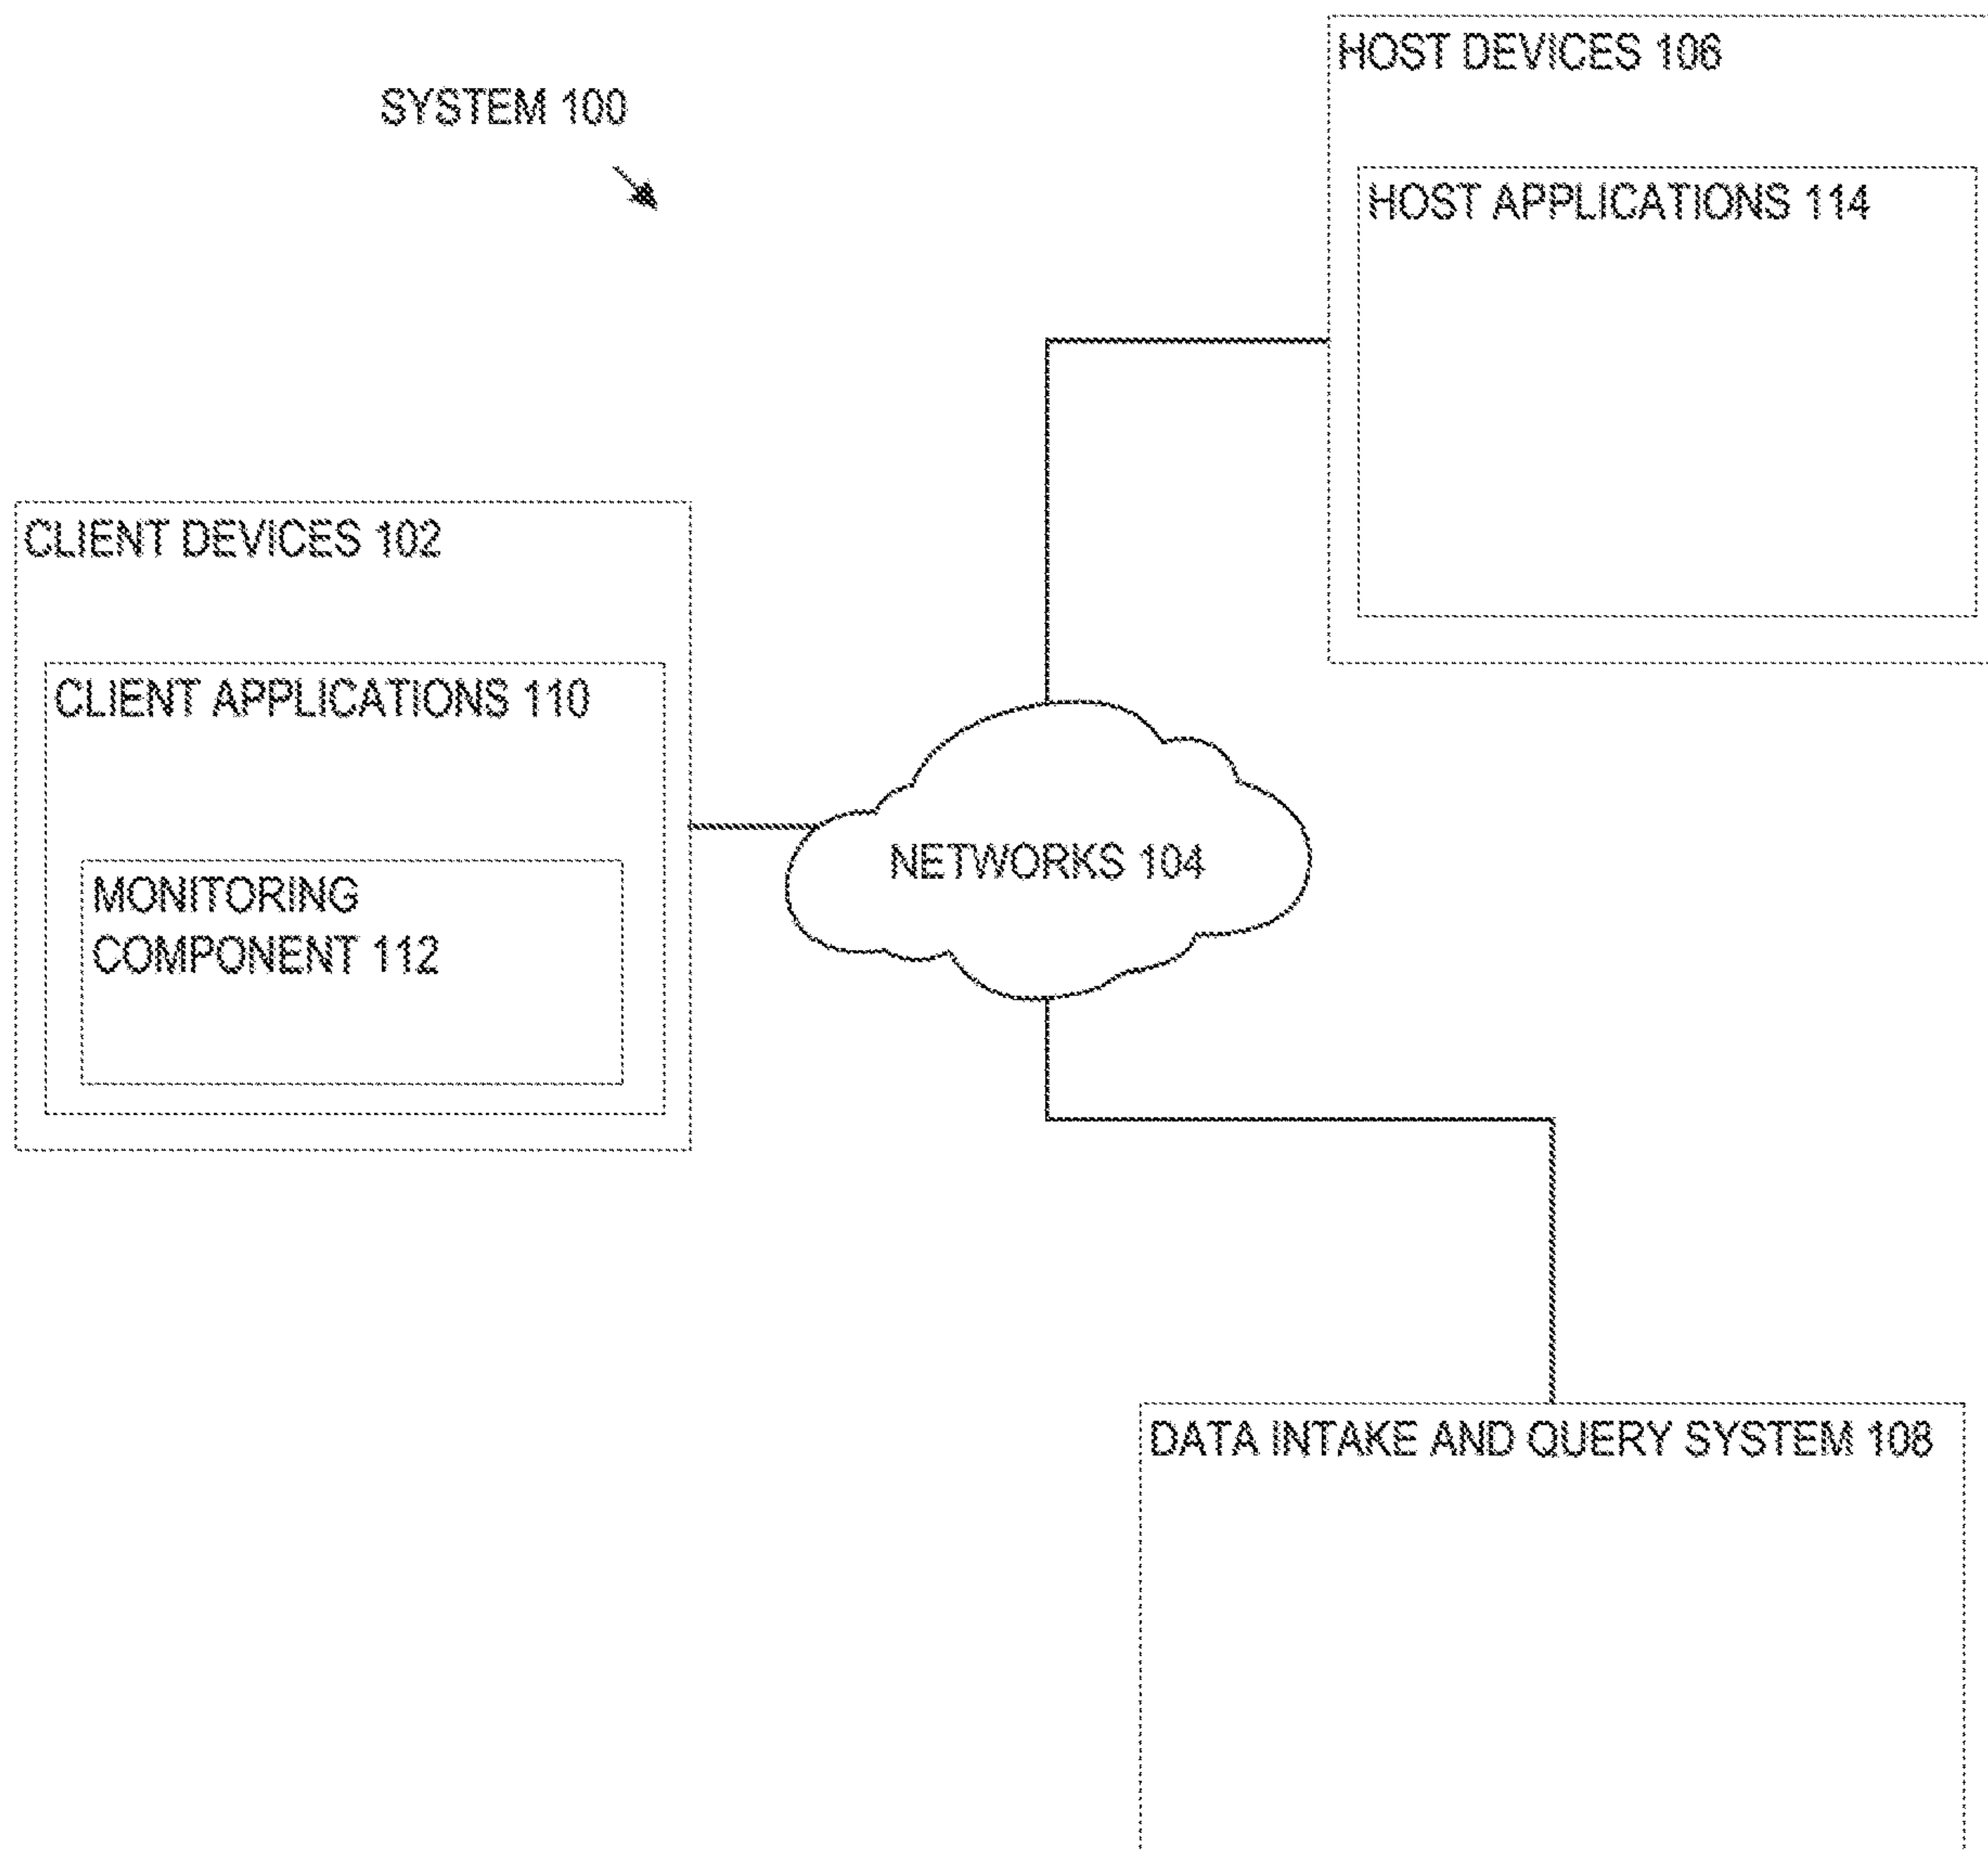 SYSTEM 100
HOST DEVICES 106
HOST APPLICATIONS 114
CLIENT DEVICES 102
CLIENT APPLICATIONS 110
MONITORING
COMPONENT 112
NETWORKS 104
DATA INTAKE AND QUERY SYSTEM 108